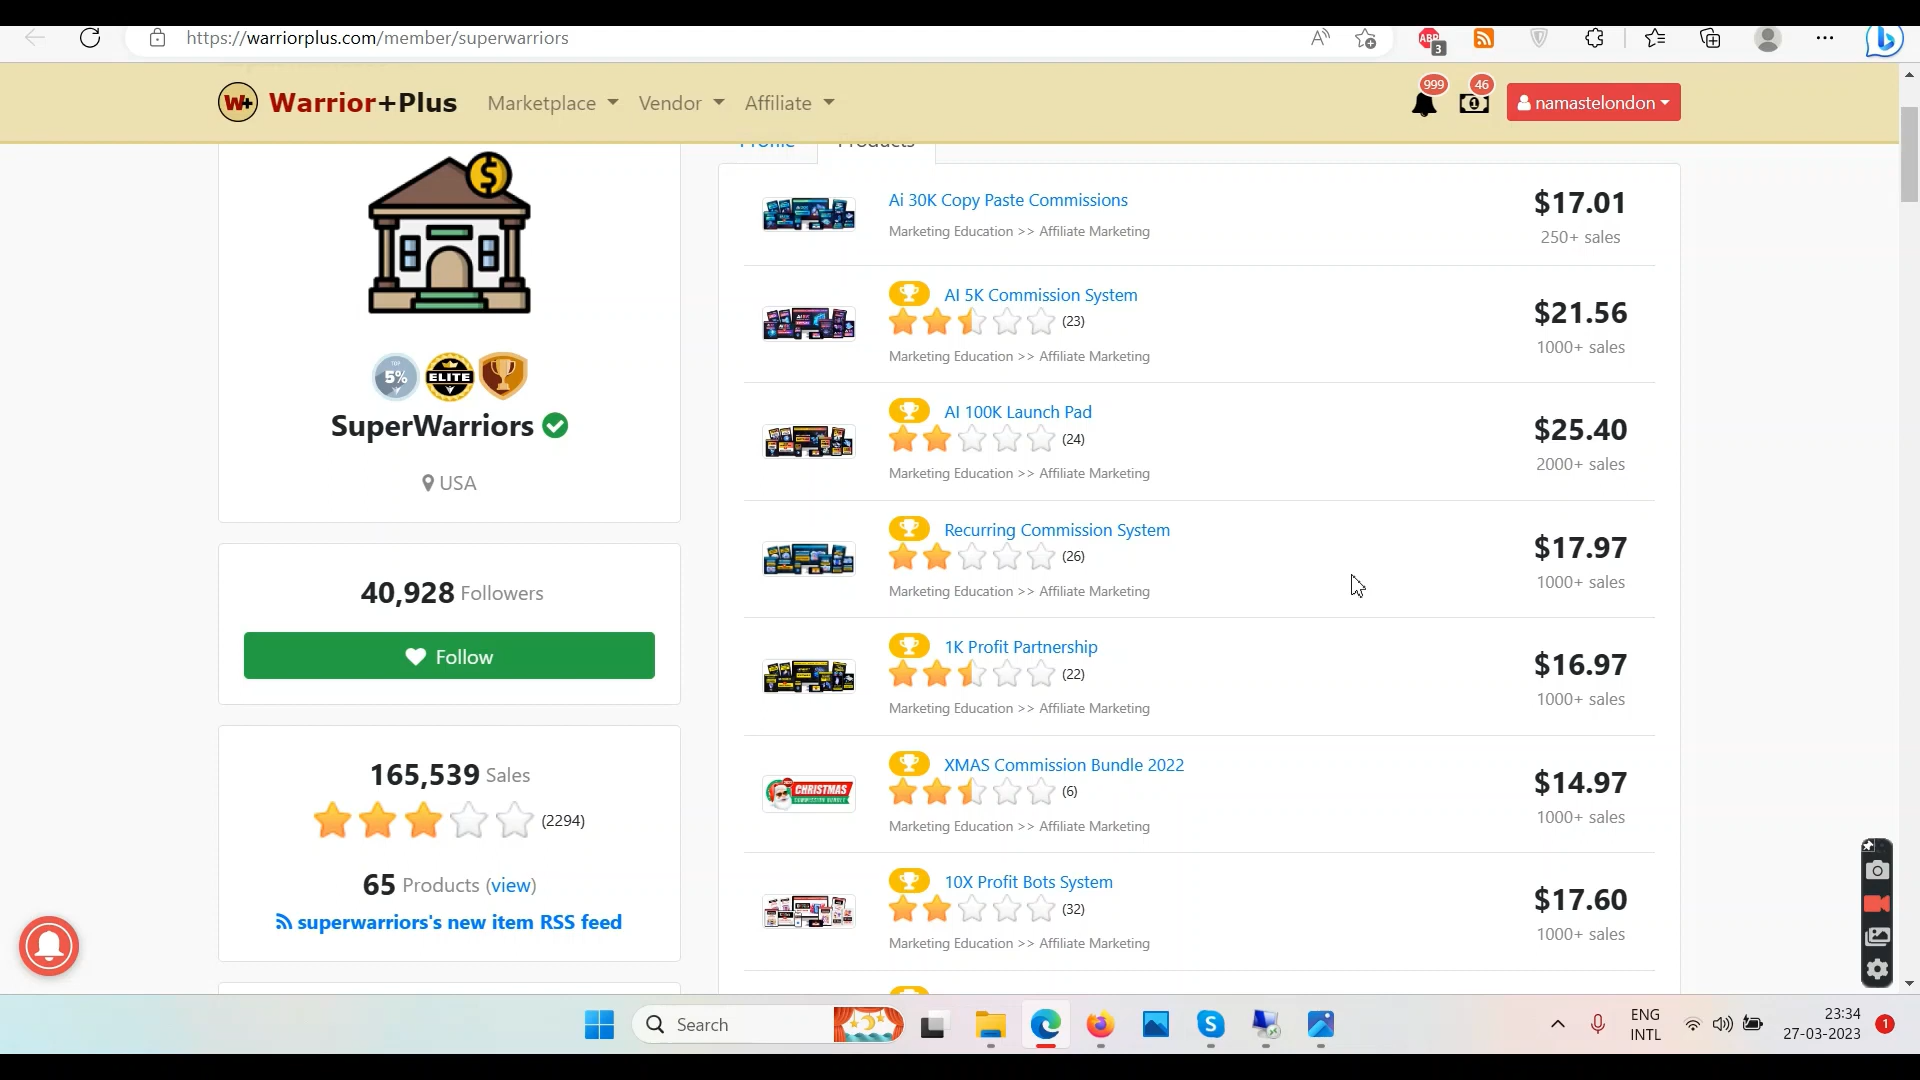 https://warriorplus.com/member/superwarriors
ABP
3
W+ Warrior+Plus
Marketplace
Vendor
Affiliate
999
46
namastelondon
Profile
Products
TOP
5%
ELITE
SuperWarriors
USA
40,928 Followers
Follow
165,539 Sales
(2294)
65 Products (view)
superwarriors's new item RSS feed
Ai 30K Copy Paste Commissions
Marketing Education >> Affiliate Marketing
$17.01
250+ sales
AI 5K Commission System
(23)
Marketing Education >> Affiliate Marketing
$21.56
1000+ sales
AI 100K Launch Pad
(24)
Marketing Education >> Affiliate Marketing
$25.40
2000+ sales
Recurring Commission System
(26)
Marketing Education >> Affiliate Marketing
$17.97
1000+ sales
1K Profit Partnership
(22)
Marketing Education >> Affiliate Marketing
$16.97
1000+ sales
CHRISTMAS
XMAS Commission Bundle 2022
(6)
Marketing Education >> Affiliate Marketing
$14.97
1000+ sales
10X Profit Bots System
(32)
Marketing Education >> Affiliate Marketing
$17.60
1000+ sales
Search
ENG
INTL
23:34
27-03-2023
1